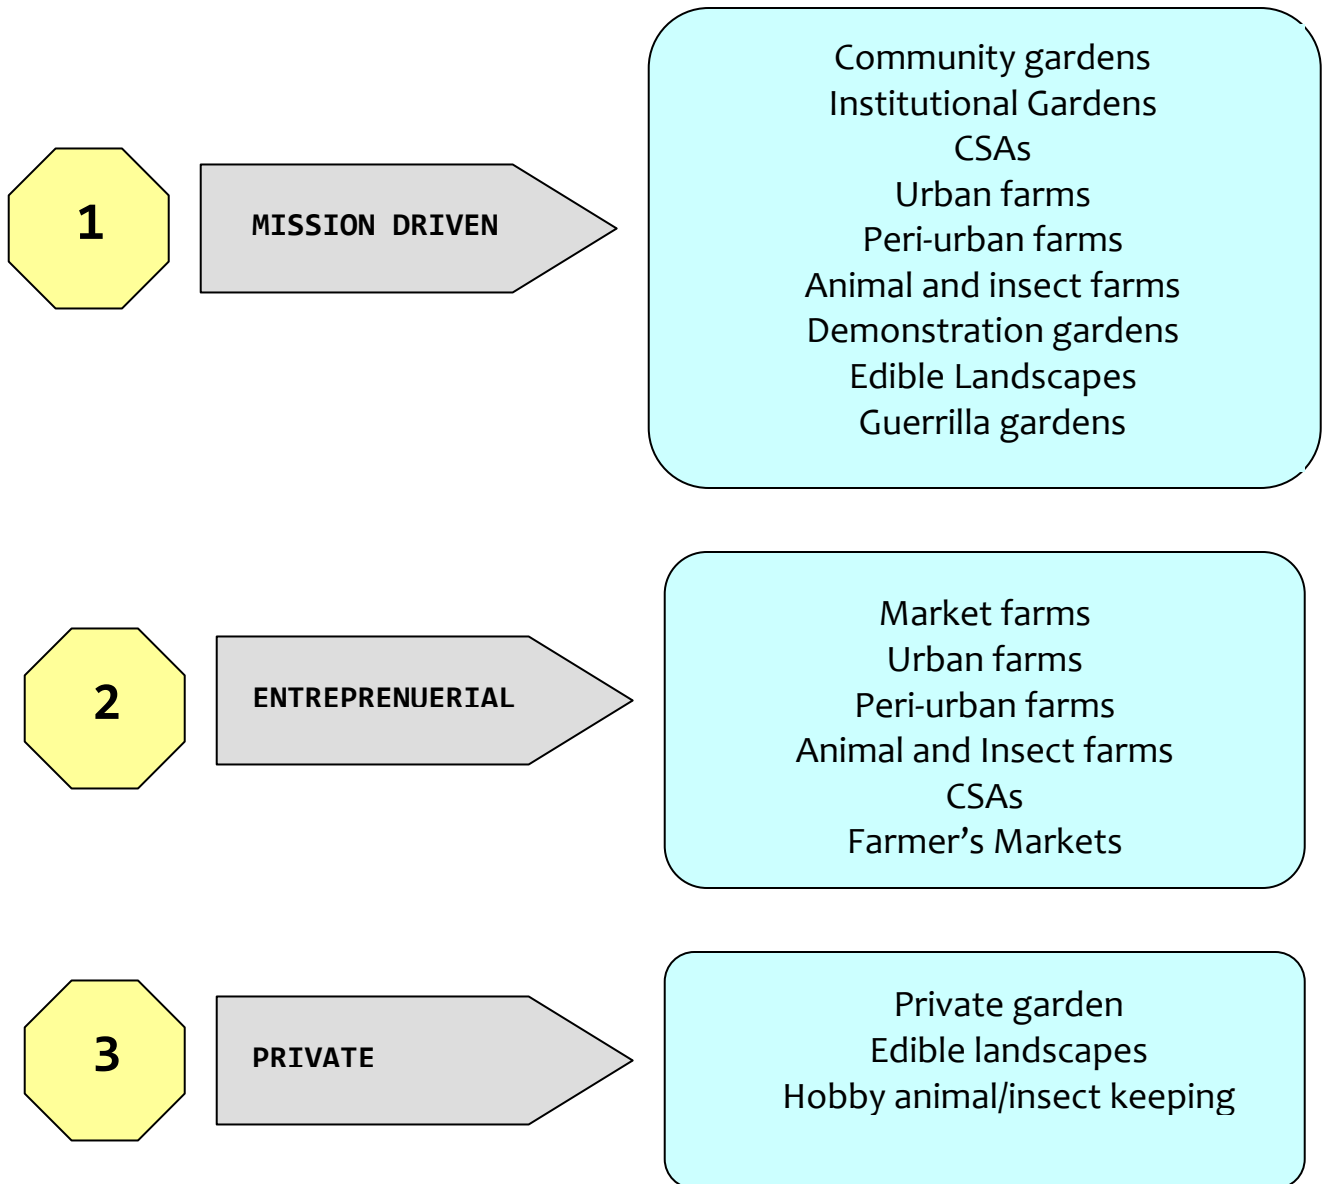 1
MISSION DRIVEN
Community gardens
Institutional Gardens
CSAs
Urban farms
Peri-urban farms
Animal and insect farms
Demonstration gardens
Edible Landscapes
Guerrilla gardens
2
ENTREPRENUERIAL
Market farms
Urban farms
Peri-urban farms
Animal and Insect farms
CSAs
Farmer’s Markets
3
PRIVATE
Private garden
Edible landscapes
Hobby animal/insect keeping